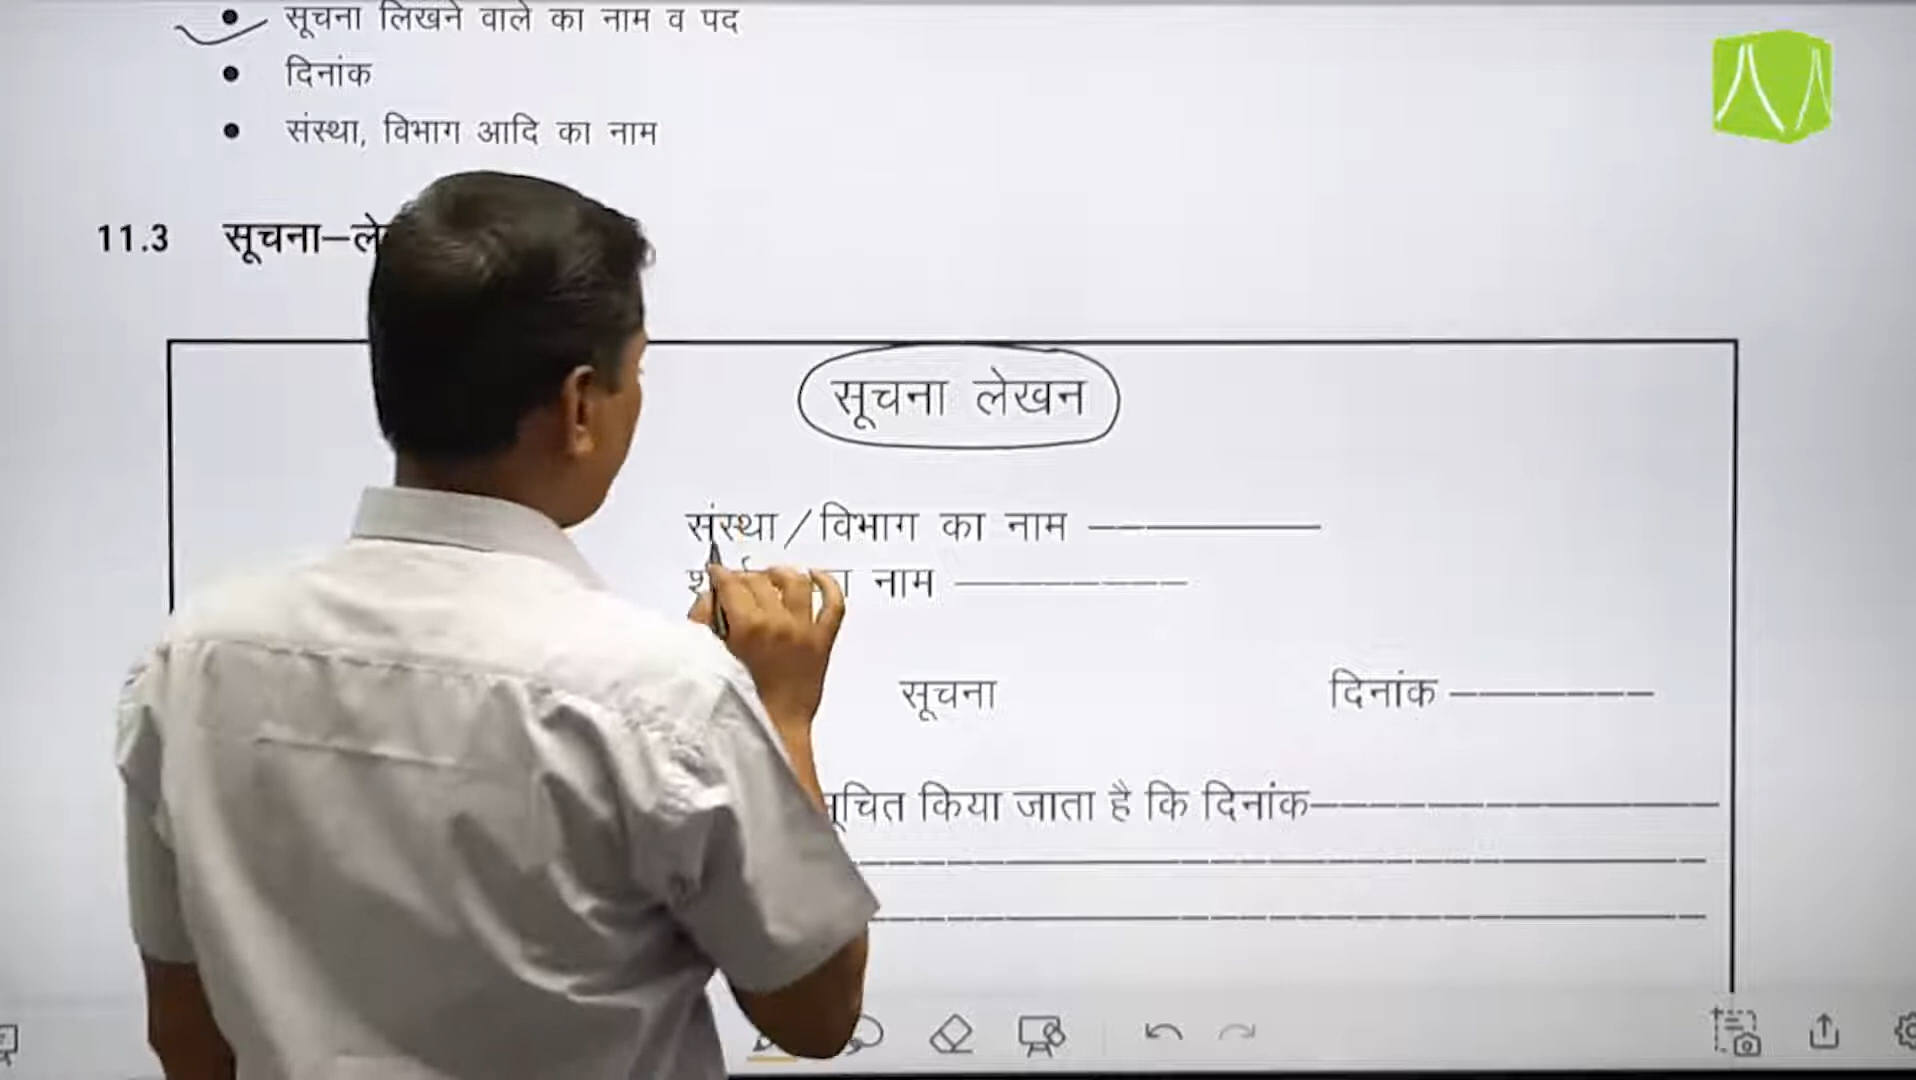 सूचना लिखने वाले का नाम व पद
दिनांक
संस्था, विभाग आदि का नाम
11.3 सूचना–ले
सूचना लेखन
संस्था/विभाग का नाम
नाम
सूचना दिनांक
किया जाता है कि दिनांक